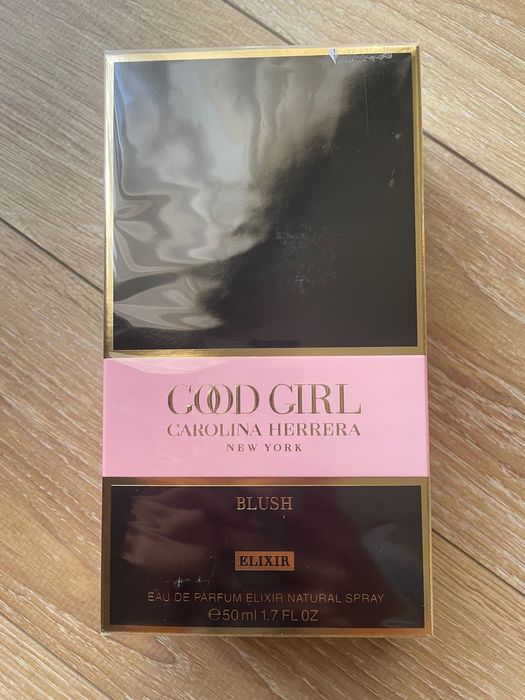 GOOD GIRL
CAROLINA HERRERA
NEW YORK
BLUSH
ELIXIR
EAU DE PARFUM ELIXIR NATURAL SPRAY
℮50 ml 1.7 FL OZ